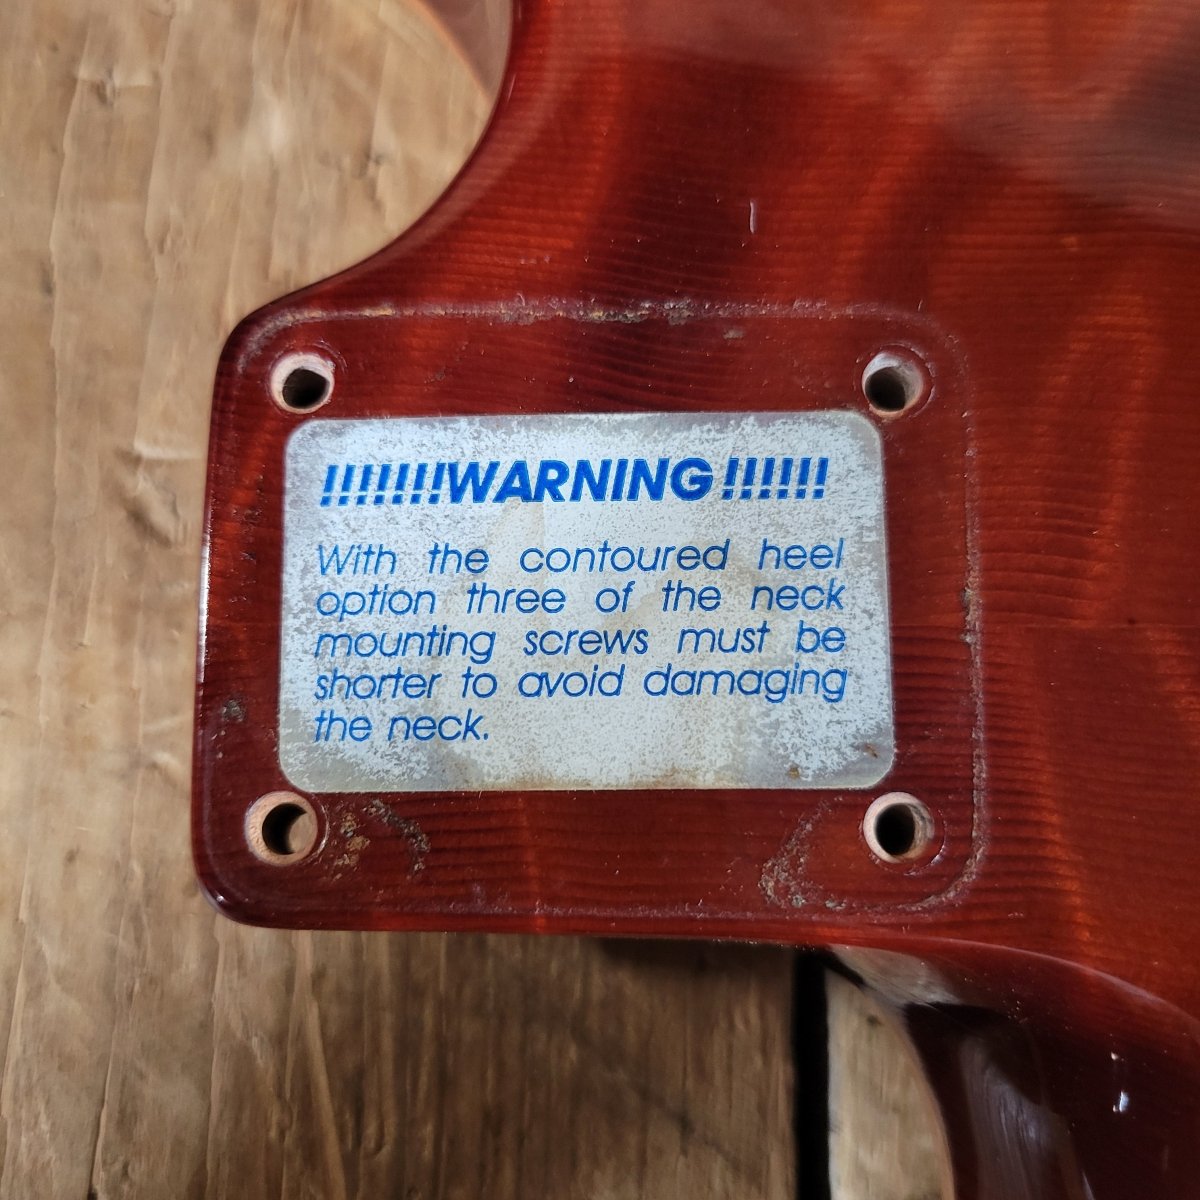 !!!!!!!WARNING!!!!!!
With the contoured heel
option three of the neck
mounting screws must be
shorter to avoid damaging
the neck.